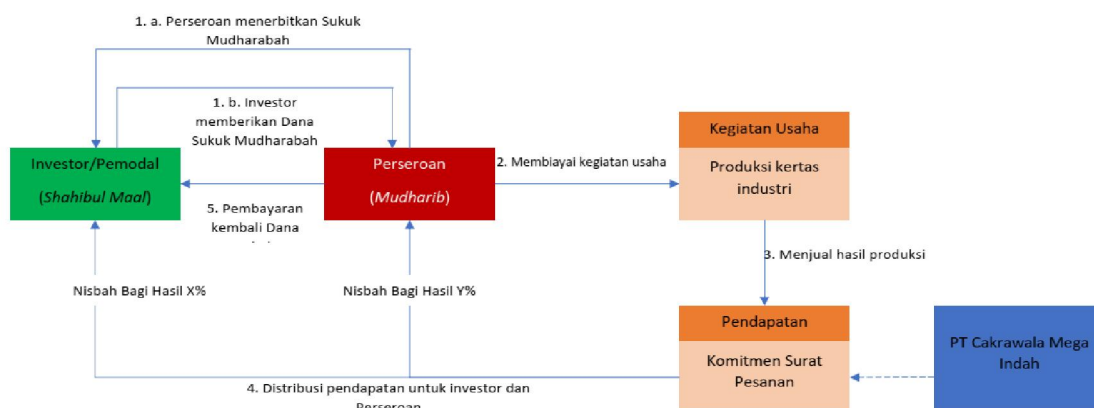 1. a. Perseroan menerbitkan Sukuk
Mudharabah
1. b. Investor
memberikan Dana
Sukuk Mudharabah
Investor/Pemodal
(Shahibul Maal)
Perseroan
(Mudharib)
2. Membiayai kegiatan usaha
Kegiatan Usaha
Produksi kertas
industri
5. Pembayaran
kembali Dana
3. Menjual hasil produksi
Nisbah Bagi Hasil X%
Nisbah Bagi Hasil Y%
Pendapatan
Komitmen Surat
Pesanan
PT Cakrawala Mega
Indah
4. Distribusi pendapatan untuk investor dan
Perseroan